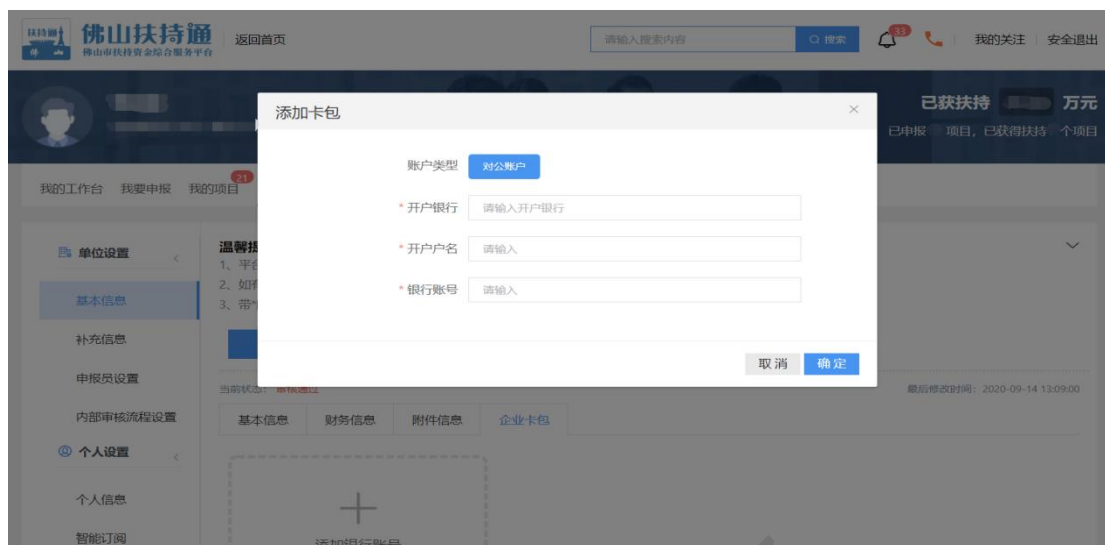 扶持通
佛山
佛山扶持通
佛山市扶持资金综合服务平台
返回首页
请输入搜索内容
搜索
33
我的关注
安全退出
已获扶持 万元
已申报 项目，已获得扶持 个项目
我的工作台 我要申报 我的项目
21
添加卡包
账户类型 对公账户
* 开户银行 请输入开户银行
* 开户户名 请输入
* 银行账号 请输入
取消 确定
单位设置
基本信息
补充信息
申报员设置
内部审核流程设置
个人设置
个人信息
智能订阅
温馨提
1、平台
2、如有
3、带*
当前状态：审核通过
最后修改时间：2020-09-14 13:09:00
基本信息 财务信息 附件信息 企业卡包
添加银行账号